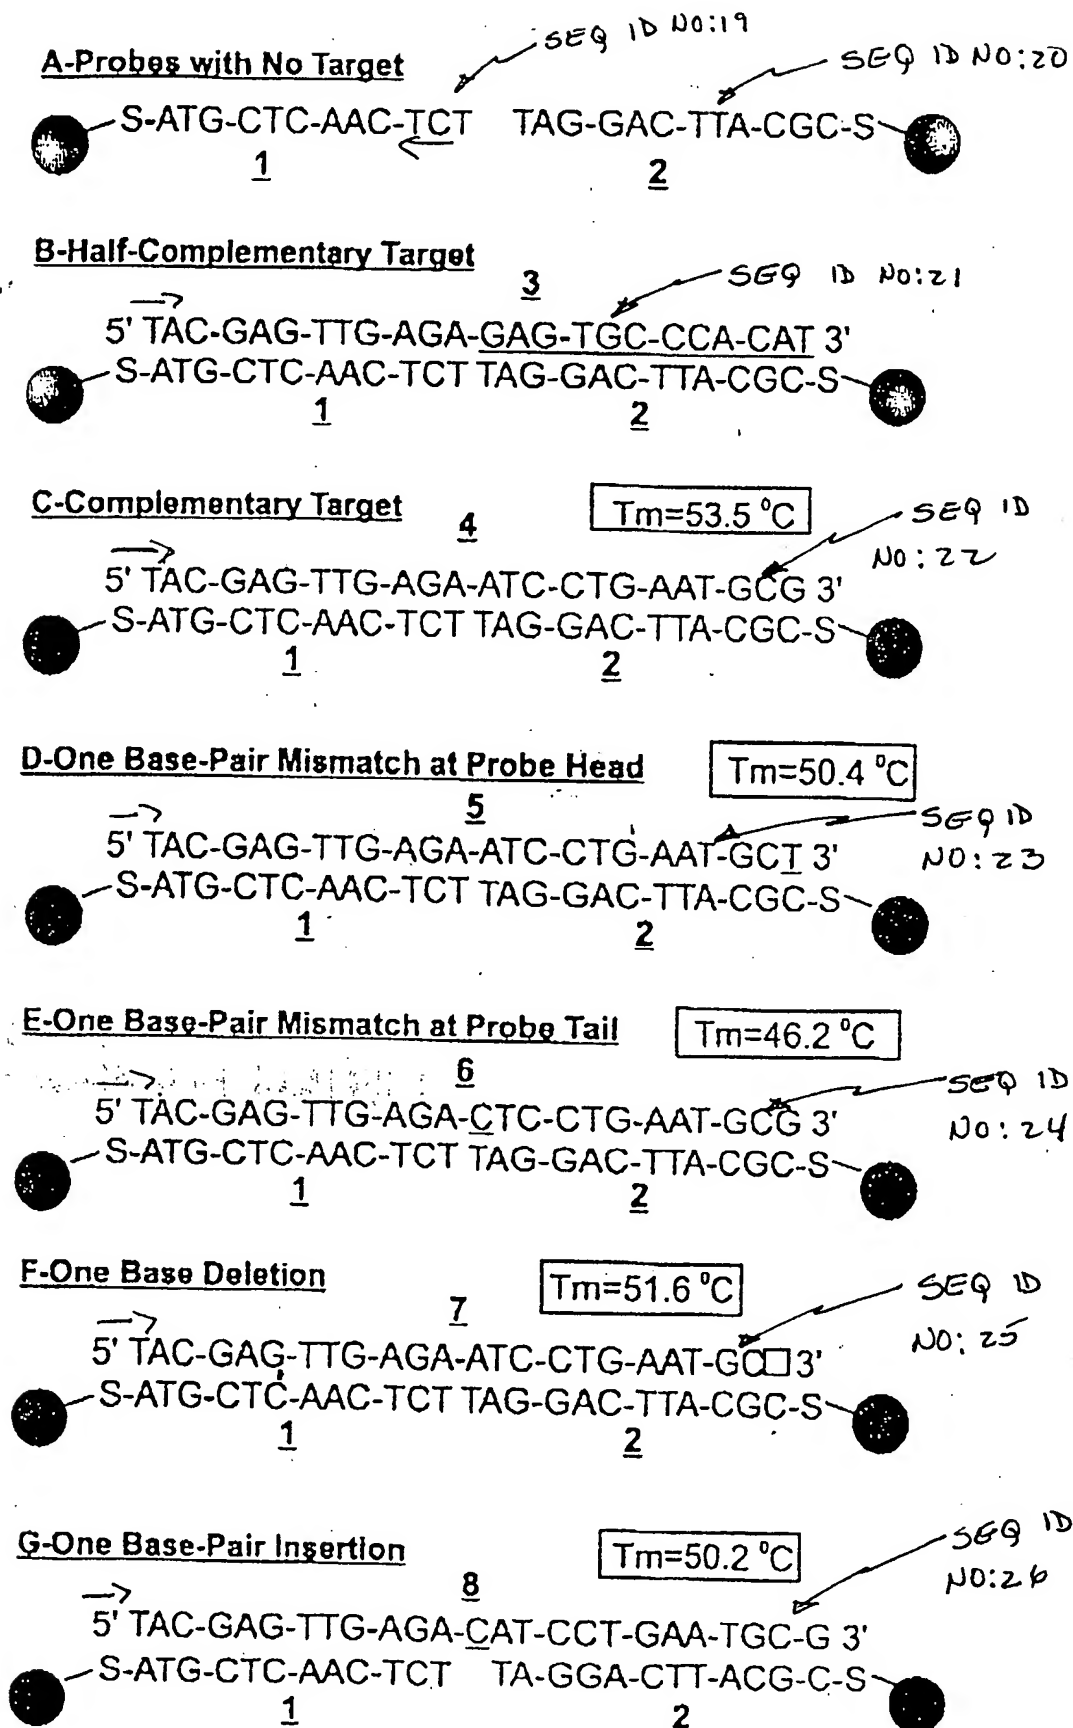 SEQ ID NO:19
A-Probes with No Target
SEQ ID NO:20
S-ATG-CTC-AAC-TCT TAG-GAC-TTA-CGC-S
1 2
B-Half-Complementary Target
3
SEQ ID NO:21
5' TAC-GAG-TTG-AGA-GAG-TGC-CCA-CAT 3'
S-ATG-CTC-AAC-TCT TAG-GAC-TTA-CGC-S
1 2
C-Complementary Target
Tm=53.5 °C
4
SEQ ID
NO:22
5' TAC-GAG-TTG-AGA-ATC-CTG-AAT-GCG 3'
S-ATG-CTC-AAC-TCT TAG-GAC-TTA-CGC-S
1 2
D-One Base-Pair Mismatch at Probe Head
Tm=50.4 °C
5
SEQ ID
NO:23
5' TAC-GAG-TTG-AGA-ATC-CTG-AAT-GCT 3'
S-ATG-CTC-AAC-TCT TAG-GAC-TTA-CGC-S
1 2
E-One Base-Pair Mismatch at Probe Tail
Tm=46.2 °C
6
SEQ ID
NO:24
5' TAC-GAG-TTG-AGA-CTC-CTG-AAT-GCG 3'
S-ATG-CTC-AAC-TCT TAG-GAC-TTA-CGC-S
1 2
F-One Base Deletion
Tm=51.6 °C
7
SEQ ID
NO:25
5' TAC-GAG-TTG-AGA-ATC-CTG-AAT-GC□3'
S-ATG-CTC-AAC-TCT TAG-GAC-TTA-CGC-S
1 2
G-One Base-Pair Insertion
Tm=50.2 °C
8
SEQ ID
NO:26
5' TAC-GAG-TTG-AGA-CAT-CCT-GAA-TGC-G 3'
S-ATG-CTC-AAC-TCT TA-GGA-CTT-ACG-C-S
1 2